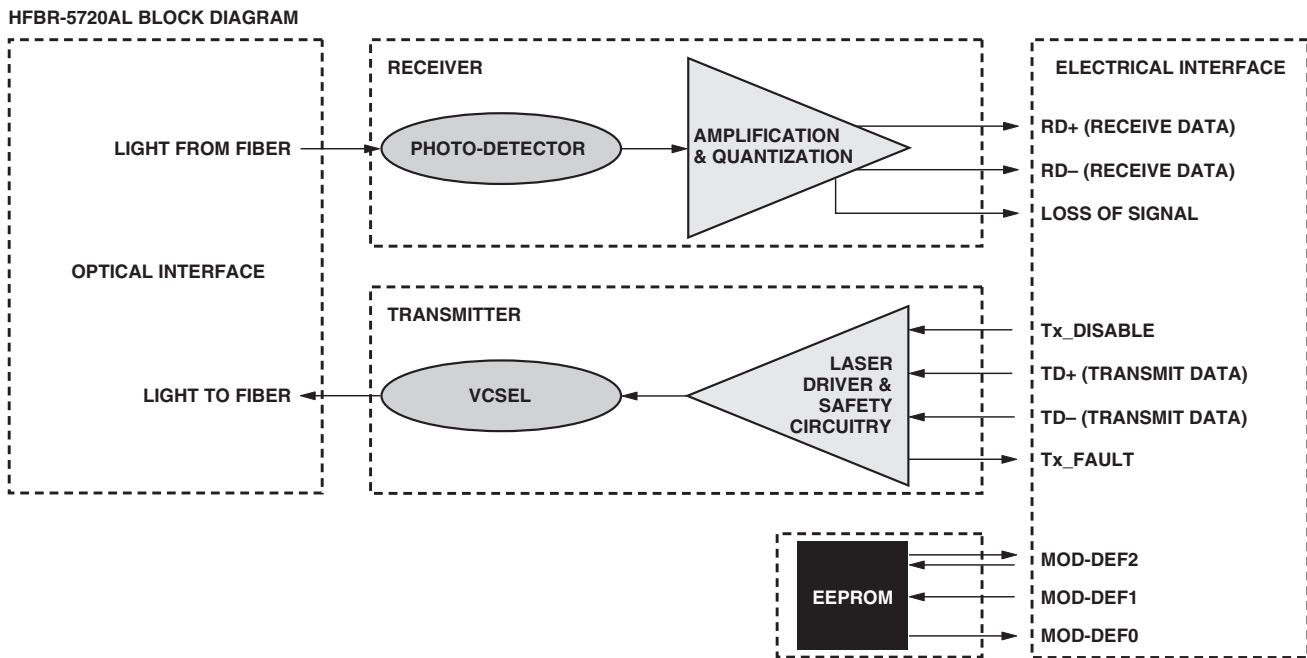 HFBR-5720AL BLOCK DIAGRAM
RECEIVER
ELECTRICAL INTERFACE
LIGHT FROM FIBER
PHOTO-DETECTOR
AMPLIFICATION
& QUANTIZATION
RD+ (RECEIVE DATA)
RD– (RECEIVE DATA)
LOSS OF SIGNAL
OPTICAL INTERFACE
TRANSMITTER
LIGHT TO FIBER
VCSEL
LASER
DRIVER &
SAFETY
CIRCUITRY
Tx_DISABLE
TD+ (TRANSMIT DATA)
TD– (TRANSMIT DATA)
Tx_FAULT
EEPROM
MOD-DEF2
MOD-DEF1
MOD-DEF0